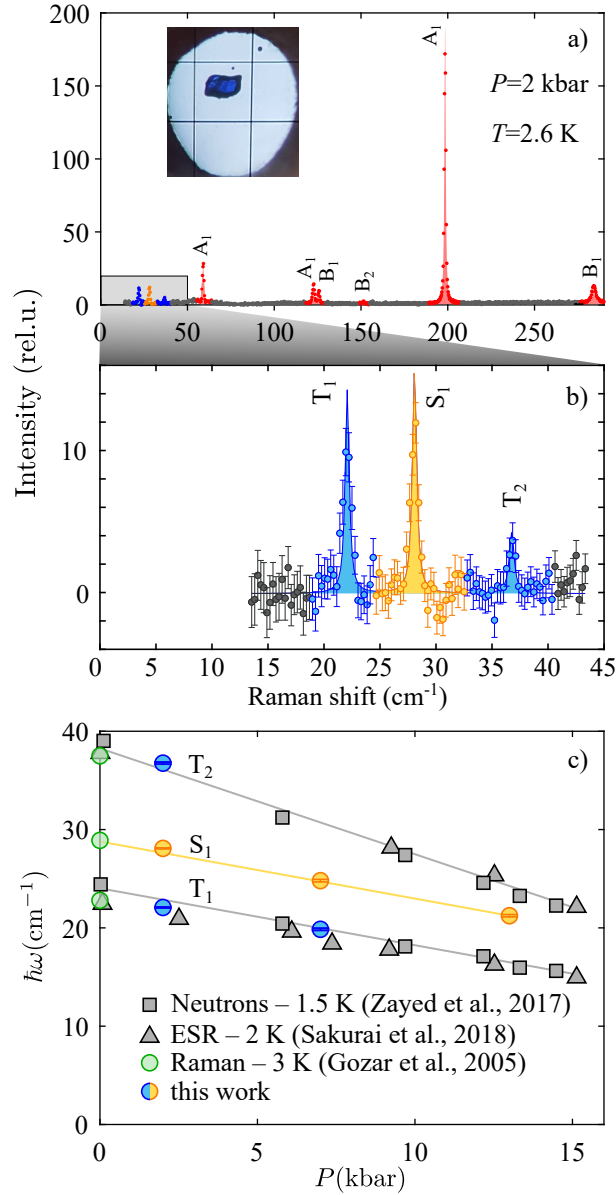 A₁
a)
P=2 kbar
T=2.6 K
200
150
100
50
0
A₁
A₁
B₁
B₂
B₁
0 50 100 150 200 250
Intensity (rel.u.)
b)
T₁
S₁
T₂
10
0
0 5 10 15 20 25 30 35 40 45
Raman shift (cm⁻¹)
c)
40
30
20
10
0
T₂
S₁
T₁
ħω(cm⁻¹)
Neutrons – 1.5 K (Zayed et al., 2017)
ESR – 2 K (Sakurai et al., 2018)
Raman – 3 K (Gozar et al., 2005)
this work
0 5 10 15
P(kbar)